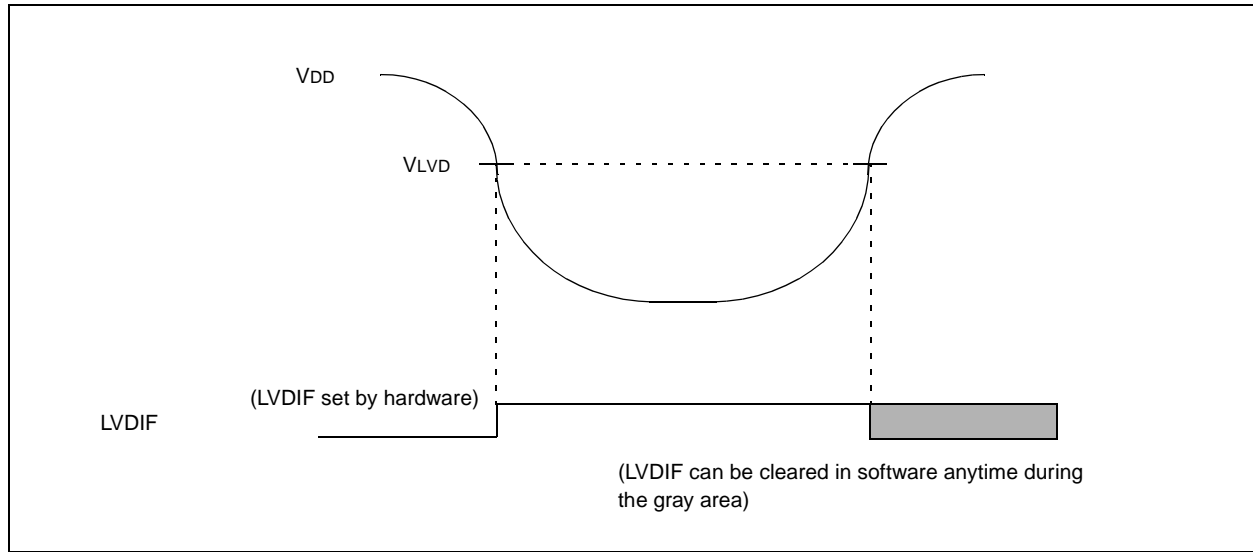 VDD
VLVD
(LVDIF set by hardware)
LVDIF
(LVDIF can be cleared in software anytime during
the gray area)